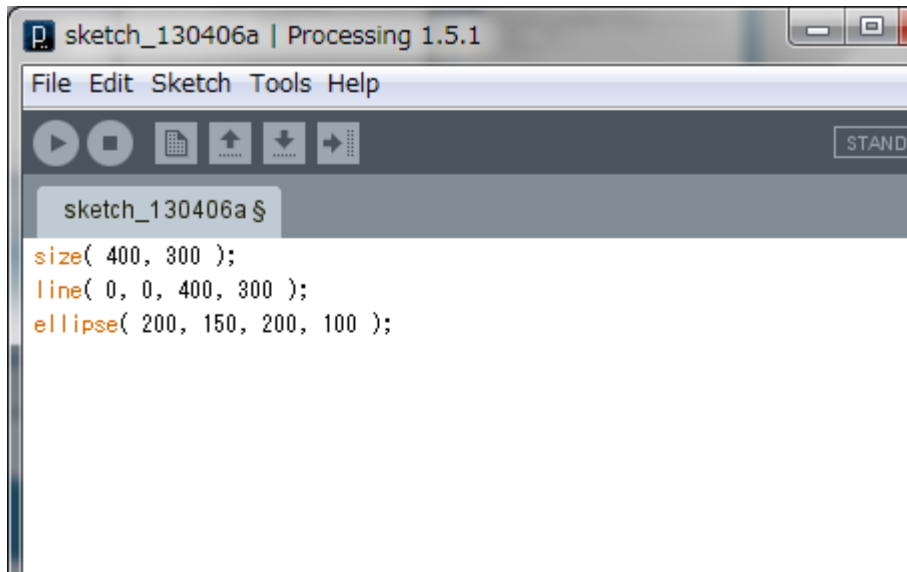 sketch_130406a | Processing 1.5.1
File Edit Sketch Tools Help
STAND
sketch_130406a §
size( 400, 300 );
line( 0, 0, 400, 300 );
ellipse( 200, 150, 200, 100 );